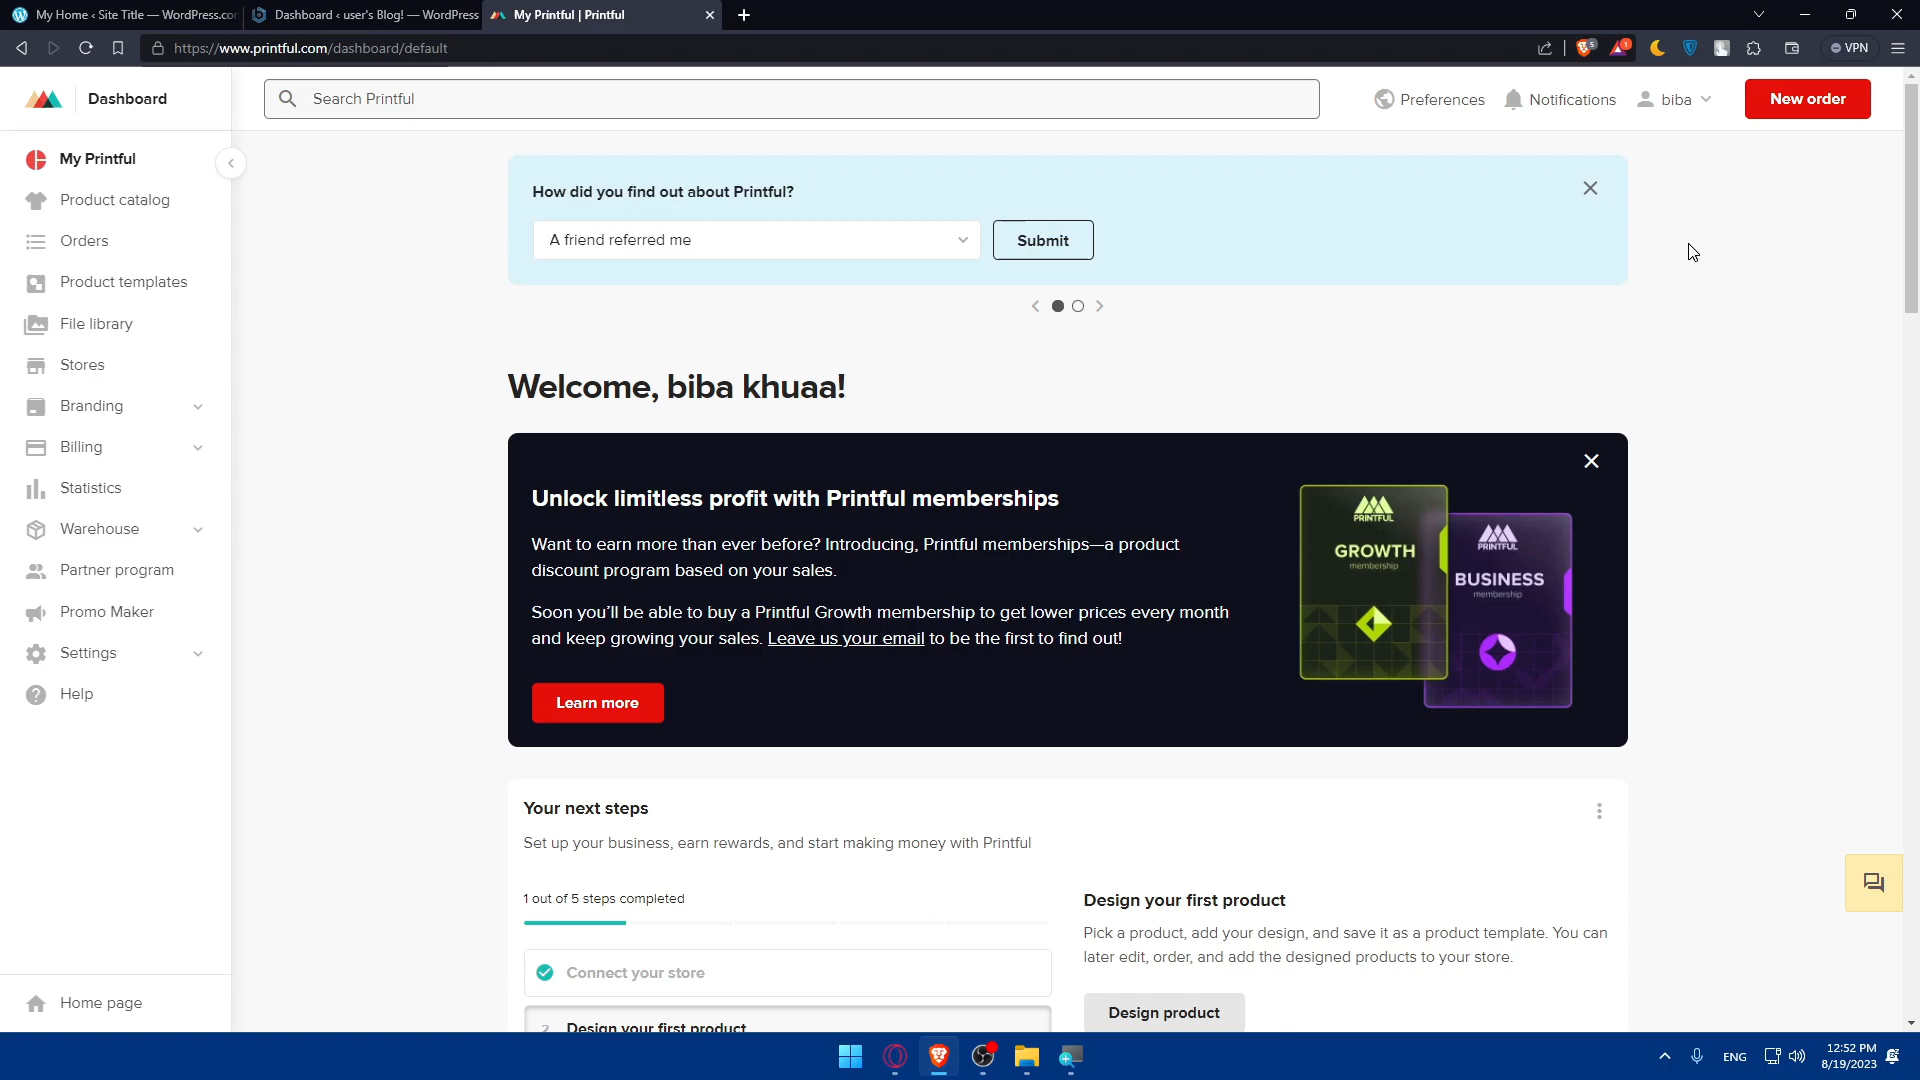 My Home ‹ Site Title — WordPress.com
Dashboard ‹ user's Blog! — WordPress
My Printful | Printful
https://www.printful.com/dashboard/default
5
1
VPN
Dashboard
Search Printful
Preferences
Notifications
biba
New order
My Printful
Product catalog
Orders
Product templates
File library
Stores
Branding
Billing
Statistics
Warehouse
Partner program
Promo Maker
Settings
Help
Home page
How did you find out about Printful?
A friend referred me
Submit
Welcome, biba khuaa!
Unlock limitless profit with Printful memberships
Want to earn more than ever before? Introducing, Printful memberships—a product
discount program based on your sales.
Soon you'll be able to buy a Printful Growth membership to get lower prices every month
and keep growing your sales. Leave us your email to be the first to find out!
Learn more
PRINTFUL
GROWTH
membership
PRINTFUL
BUSINESS
membership
Your next steps
Set up your business, earn rewards, and start making money with Printful
1 out of 5 steps completed
Connect your store
2 Design your first product
Design your first product
Pick a product, add your design, and save it as a product template. You can
later edit, order, and add the designed products to your store.
Design product
ENG
12:52 PM
8/19/2023